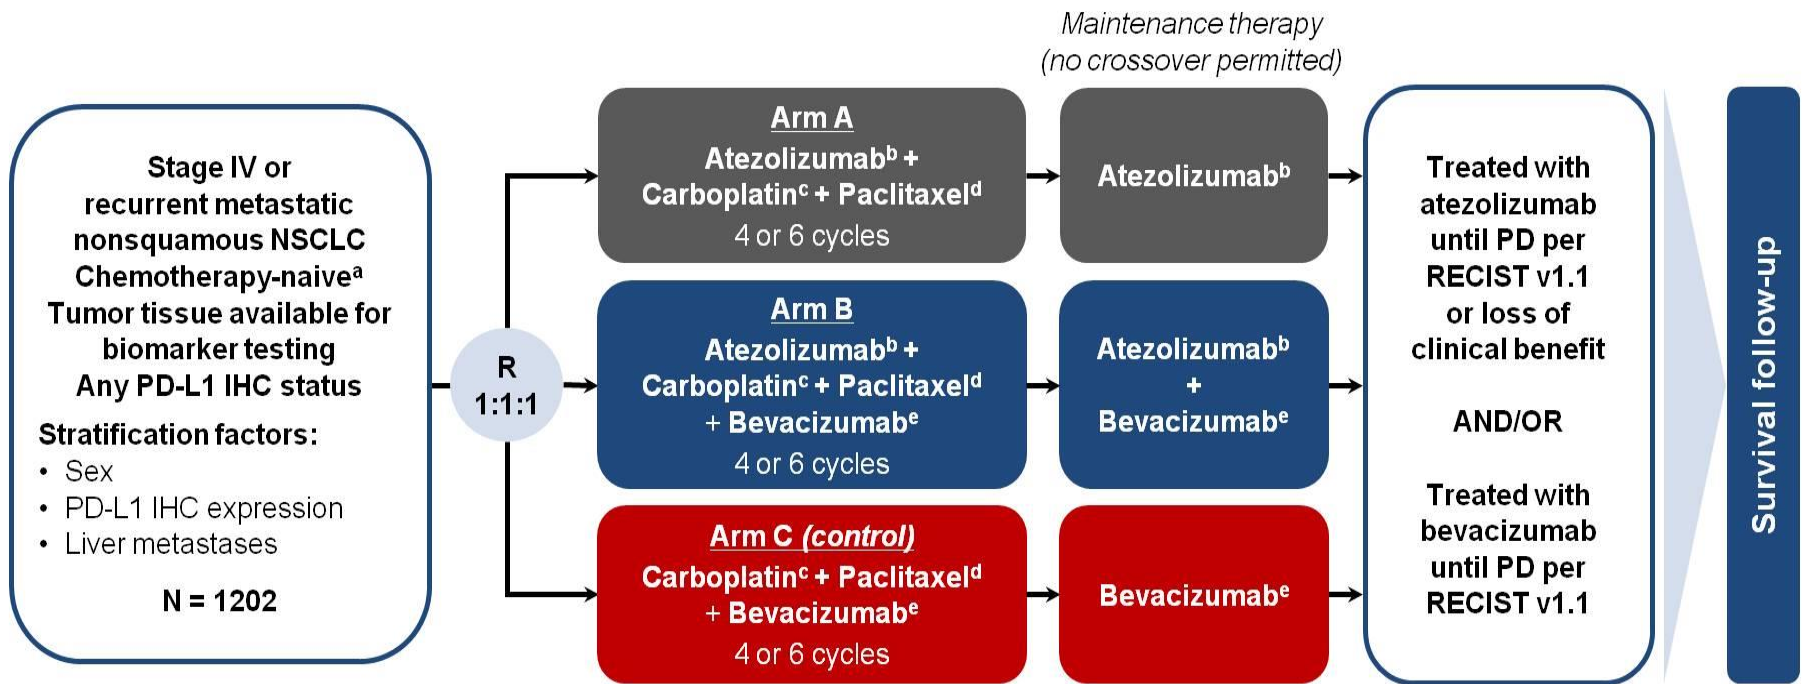 Maintenance therapy
(no crossover permitted)
Stage IV or
recurrent metastatic
nonsquamous NSCLC
Chemotherapy-naiveᵃ
Tumor tissue available for
biomarker testing
Any PD-L1 IHC status
Stratification factors:
• Sex
• PD-L1 IHC expression
• Liver metastases
N = 1202
R
1:1:1
Arm A
Atezolizumabᵇ +
Carboplatinᶜ + Paclitaxelᵈ
4 or 6 cycles
Atezolizumabᵇ
Arm B
Atezolizumabᵇ +
Carboplatinᶜ + Paclitaxelᵈ
+ Bevacizumabᵉ
4 or 6 cycles
Atezolizumabᵇ
+
Bevacizumabᵉ
Arm C (control)
Carboplatinᶜ + Paclitaxelᵈ
+ Bevacizumabᵉ
4 or 6 cycles
Bevacizumabᵉ
Treated with
atezolizumab
until PD per
RECIST v1.1
or loss of
clinical benefit
AND/OR
Treated with
bevacizumab
until PD per
RECIST v1.1
Survival follow-up